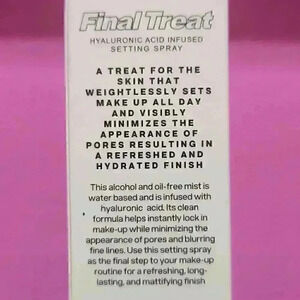 Final Treat
HYALURONIC ACID INFUSED
SETTING SPRAY
A TREAT FOR THE
SKIN THAT
WEIGHTLESSLY SETS
MAKE UP ALL DAY
AND VISIBLY
MINIMIZES THE
APPEARANCE OF
PORES RESULTING IN
A REFRESHED AND
HYDRATED FINISH
This alcohol and oil-free mist is
water based and is infused with
hyaluronic acid. Its clean
formula helps instantly lock in
make-up while minimizing the
appearance of pores and blurring
fine lines. Use this setting spray
as the final step to your make-up
routine for a refreshing, long-
lasting, and mattifying finish